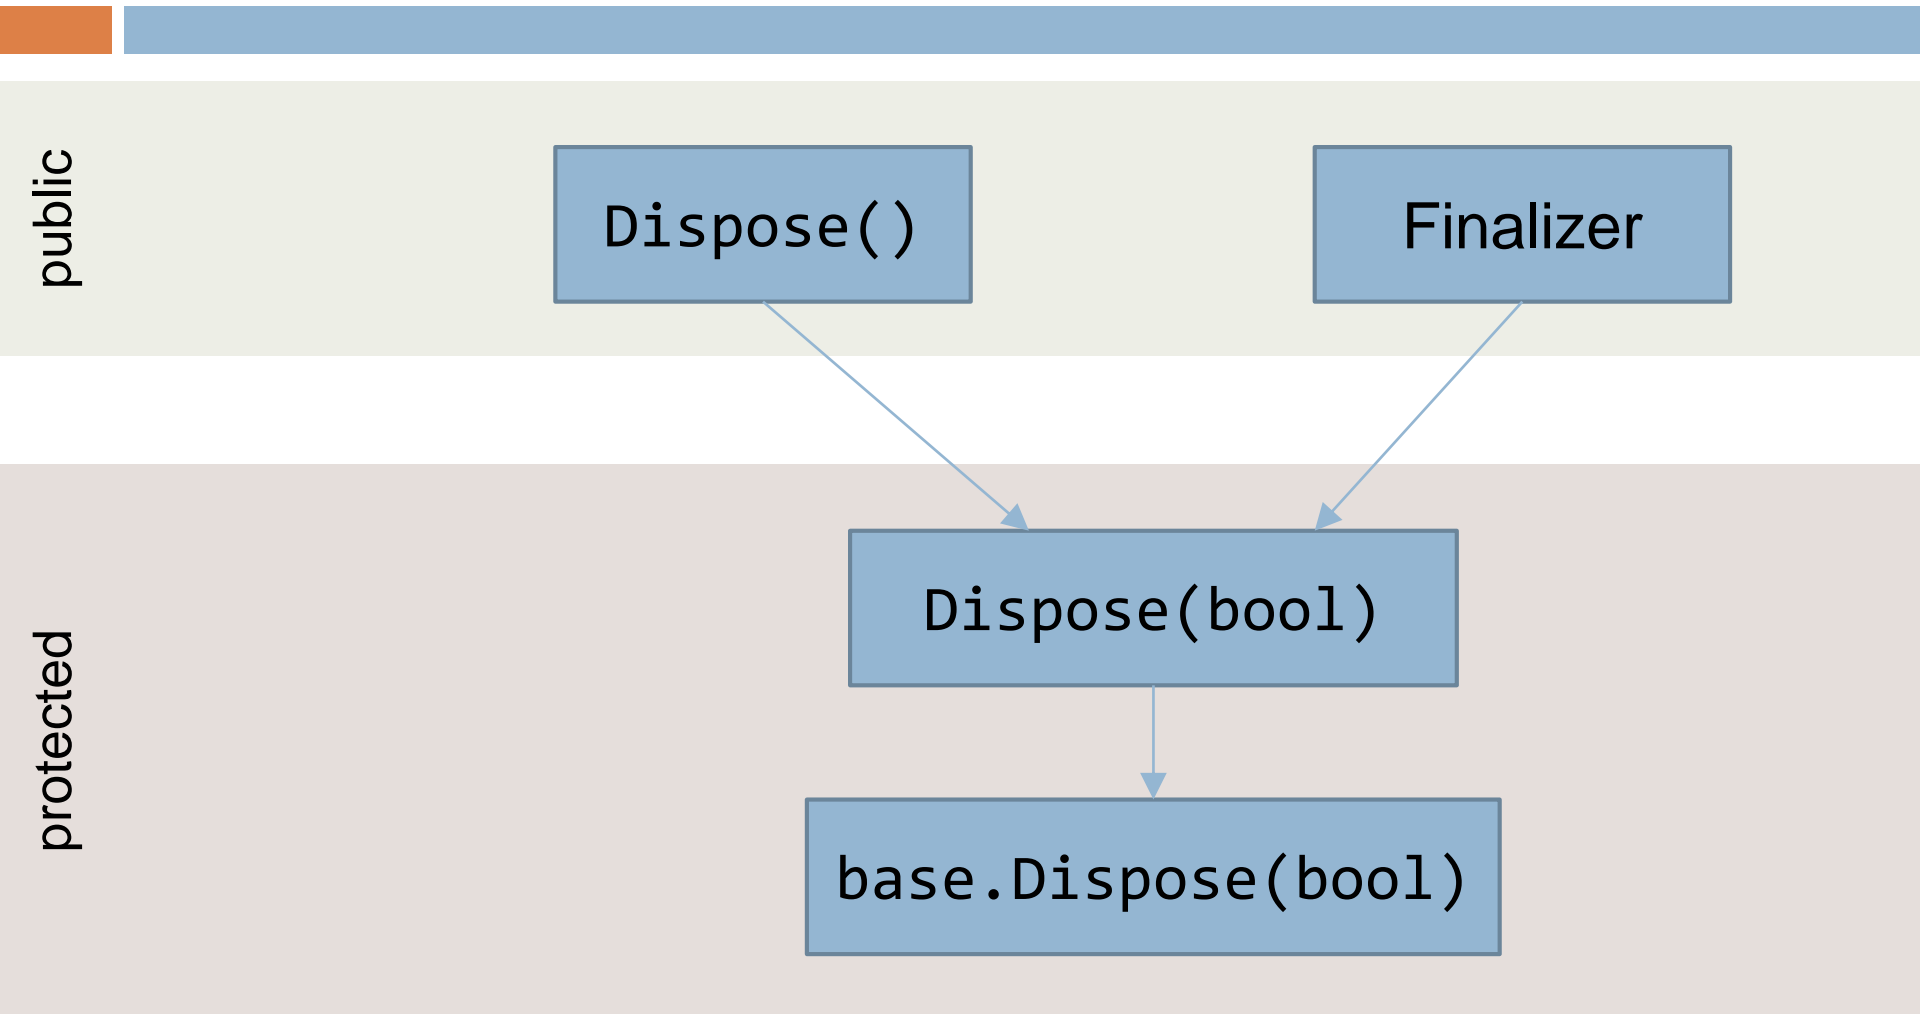 public
Dispose()
Finalizer
protected
Dispose(bool)
base.Dispose(bool)